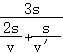 3s
2s/v + s/v′